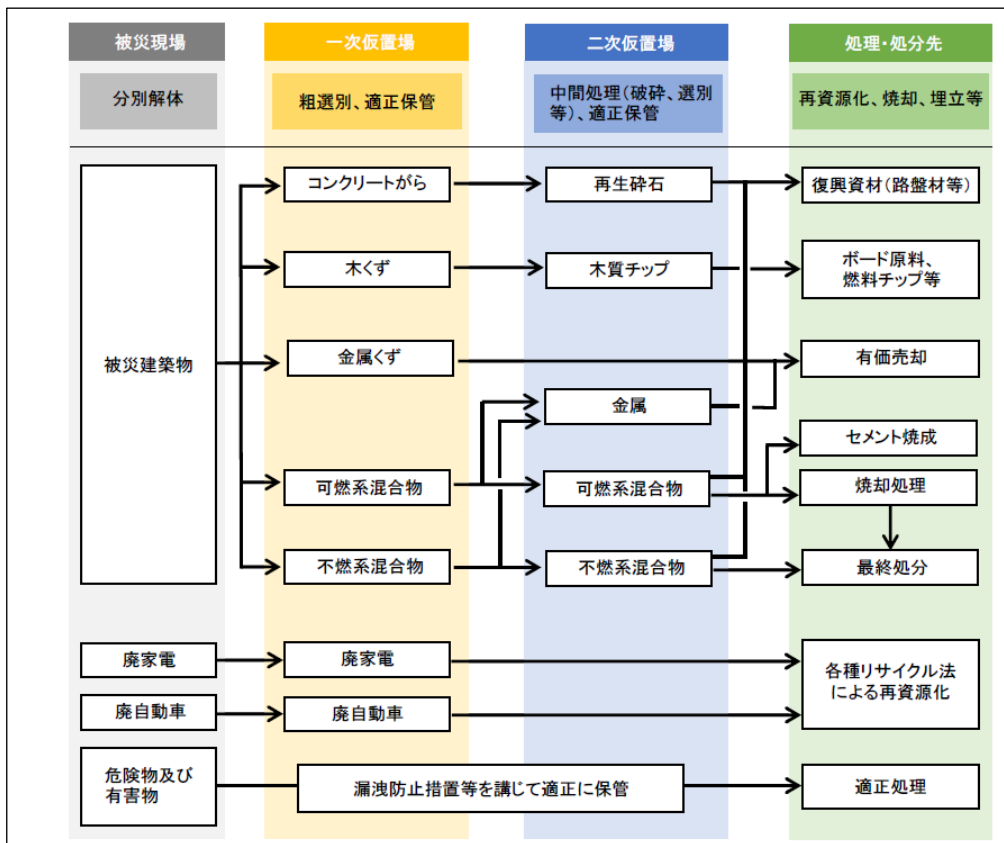 被災現場
一次仮置場
二次仮置場
処理・処分先
分別解体
粗選別、適正保管
中間処理(破砕、選別
等)、適正保管
再資源化、焼却、埋立等
被災建築物
コンクリートがら
再生砕石
復興資材(路盤材等)
木くず
木質チップ
ボード原料、
燃料チップ等
金属くず
有価売却
金属
セメント焼成
可燃系混合物
可燃系混合物
焼却処理
不燃系混合物
不燃系混合物
最終処分
廃家電
廃家電
各種リサイクル法
による再資源化
廃自動車
廃自動車
危険物及び
有害物
漏洩防止措置等を講じて適正に保管
適正処理